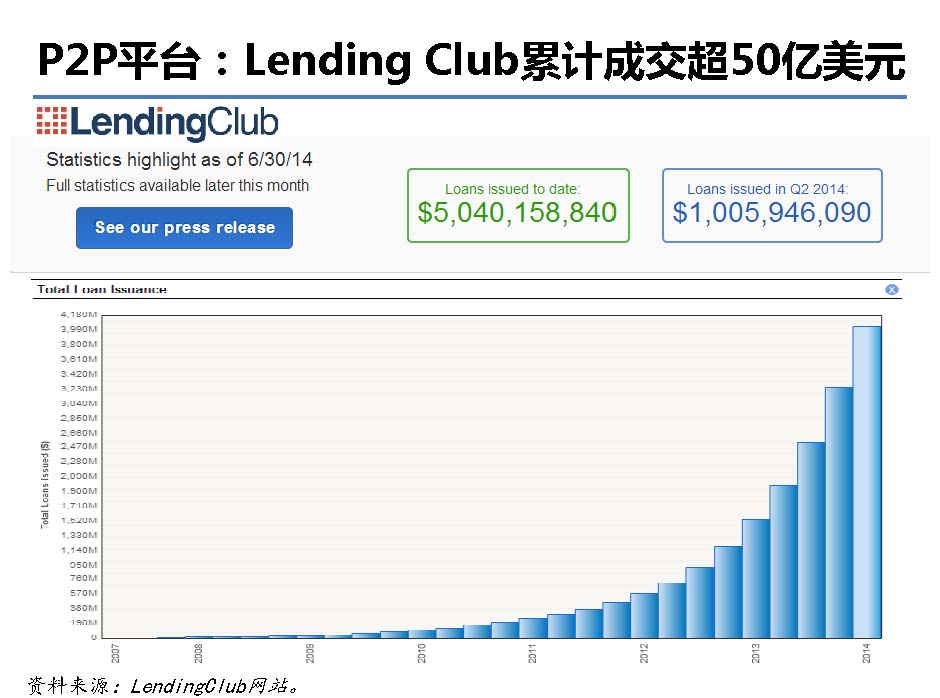 P2P平台：Lending Club累计成交超50亿美元
LendingClub
Statistics highlight as of 6/30/14
Full statistics available later this month
See our press release
Loans issued to date:
$5,040,158,840
Loans issued in Q2 2014:
$1,005,946,090
Total Loan Issuance
x
Total Loans Issued ($)
4,180M
3,990M
3,800M
3,610M
3,420M
3,230M
3,040M
2,850M
2,660M
2,470M
2,280M
2,090M
1,900M
1,710M
1,520M
1,330M
1,140M
950M
760M
570M
380M
190M
0
2007
2008
2009
2010
2011
2012
2013
2014
资料来源：LendingClub网站。